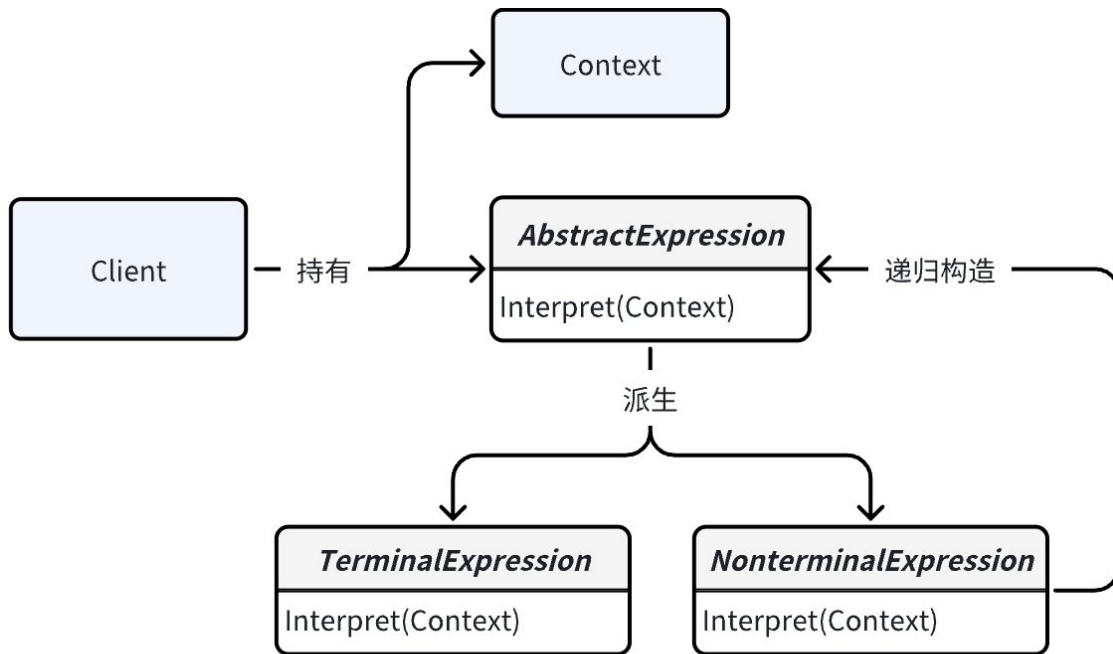 Context
Client
持有
AbstractExpression
Interpret(Context)
递归构造
派生
TerminalExpression
Interpret(Context)
NonterminalExpression
Interpret(Context)